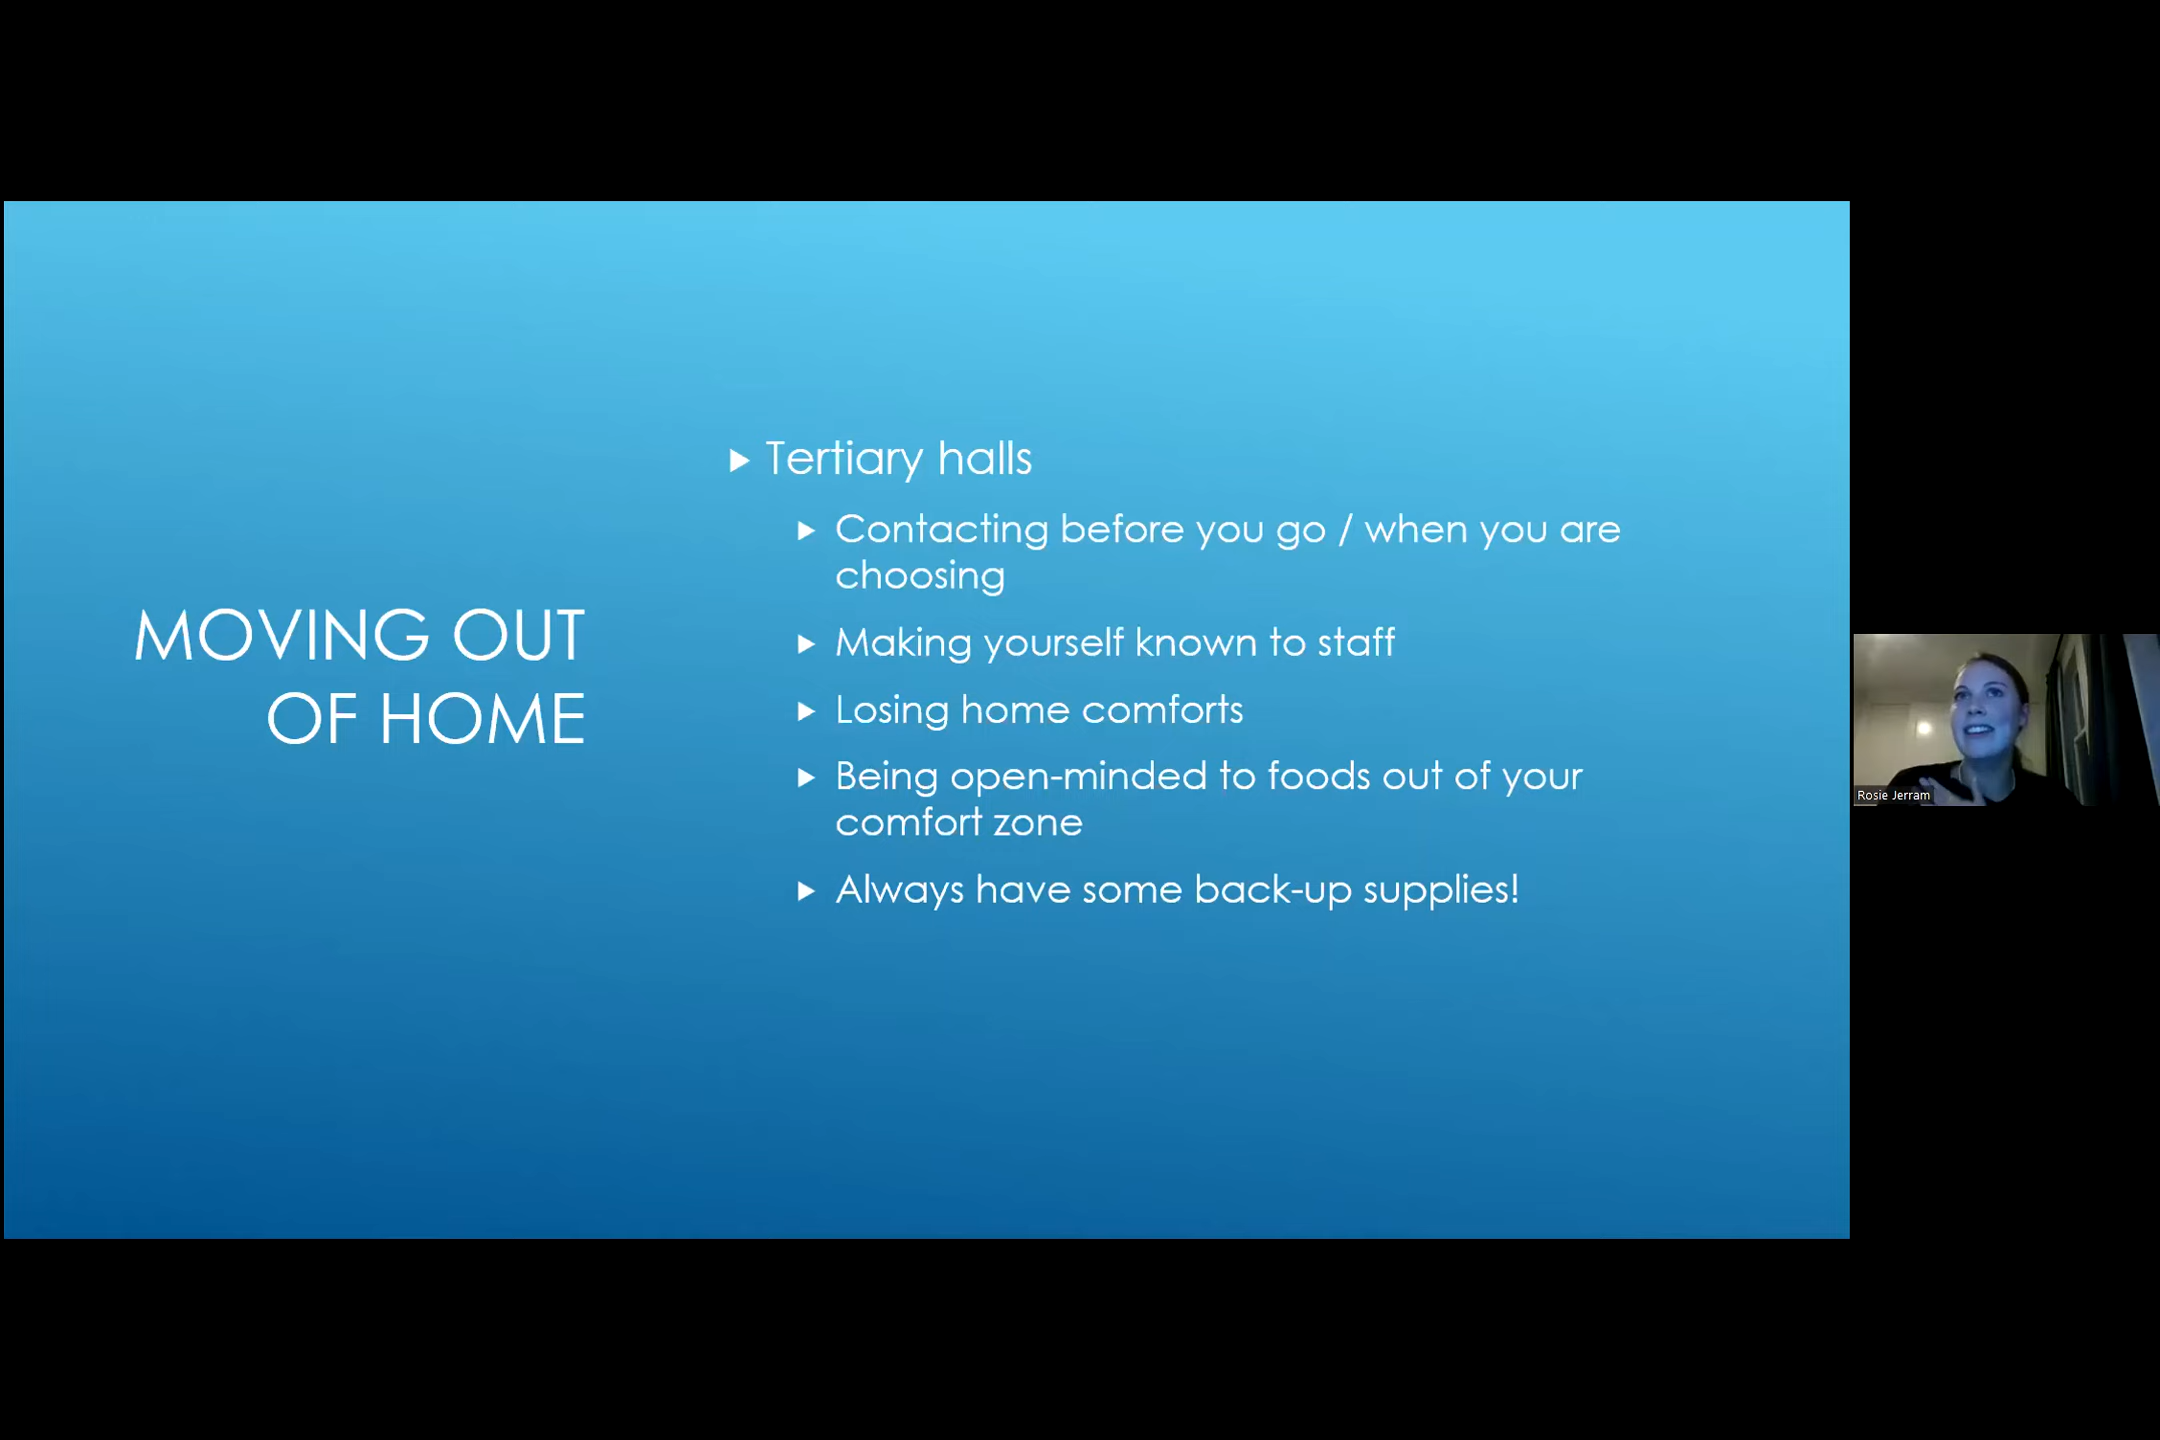 MOVING OUT
OF HOME
Tertiary halls
Contacting before you go / when you are
choosing
Making yourself known to staff
Losing home comforts
Being open-minded to foods out of your
comfort zone
Always have some back-up supplies!
Rosie Jerram